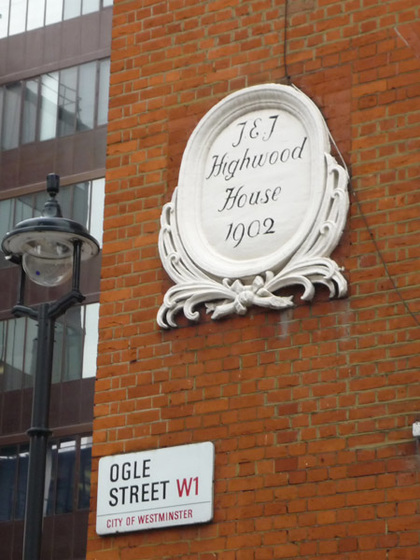 J & J
Highwood
House
1902
OGLE
STREET W1
CITY OF WESTMINSTER